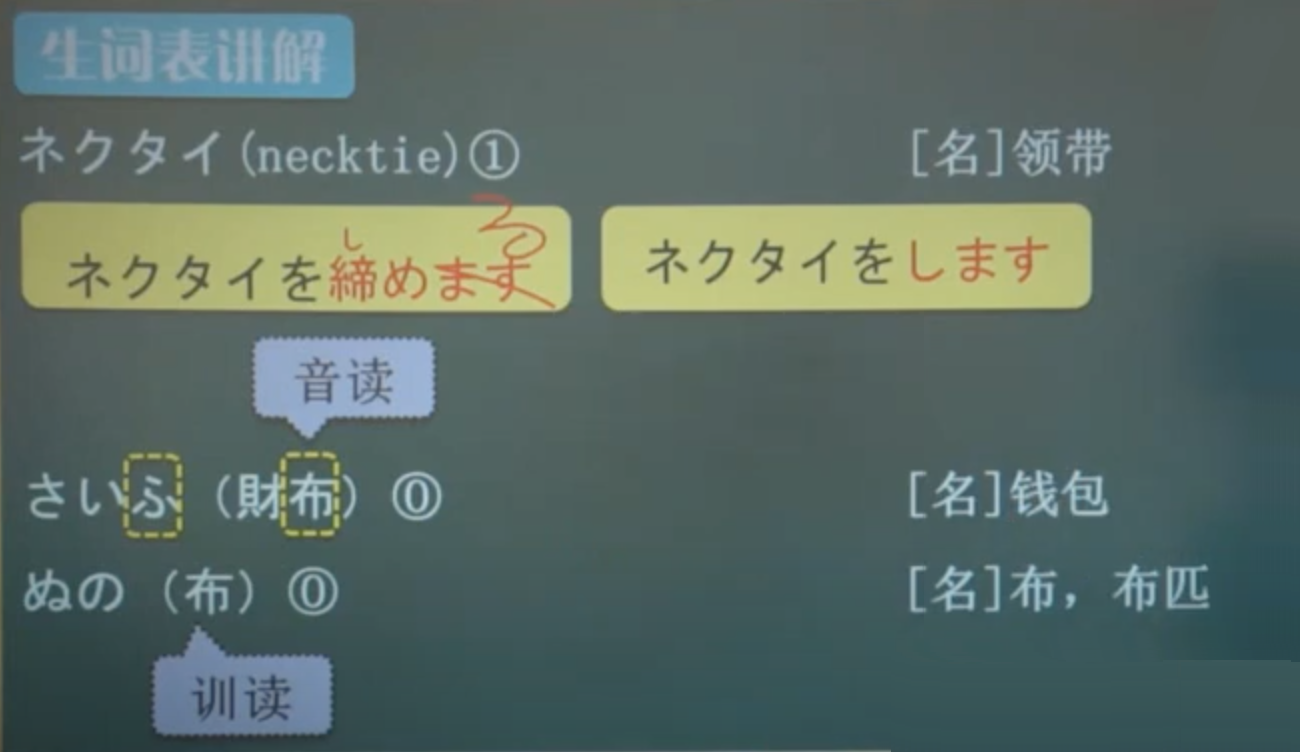 生词表讲解
ネクタイ(necktie)① [名]领带
し る
ネクタイを締めます ネクタイをします
音读
さいふ（財布）⓪ [名]钱包
ぬの（布）⓪ [名]布，布匹
训读